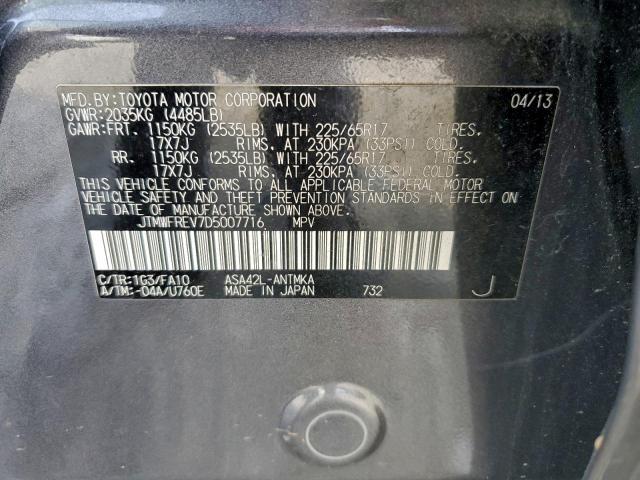 MFD.BY:TOYOTA MOTOR CORPORATION 04/13
GVWR:2035KG (4485LB)
GAWR:FRT. 1150KG (2535LB) WITH 225/65R17 TIRES,
17X7J RIMS, AT 230KPA (33PSI) COLD.
RR. 1150KG (2535LB) WITH 225/65R17 TIRES,
17X7J RIMS, AT 230KPA (33PSI) COLD.
THIS VEHICLE CONFORMS TO ALL APPLICABLE FEDERAL MOTOR
VEHICLE SAFETY AND THEFT PREVENTION STANDARDS IN EFFECT ON
THE DATE OF MANUFACTURE SHOWN ABOVE.
JTMWFREV7D5007716 MPV
C/TR:1G3/FA10 ASA42L-ANTMKA
A/TM:-04A/U760E MADE IN JAPAN 732 J